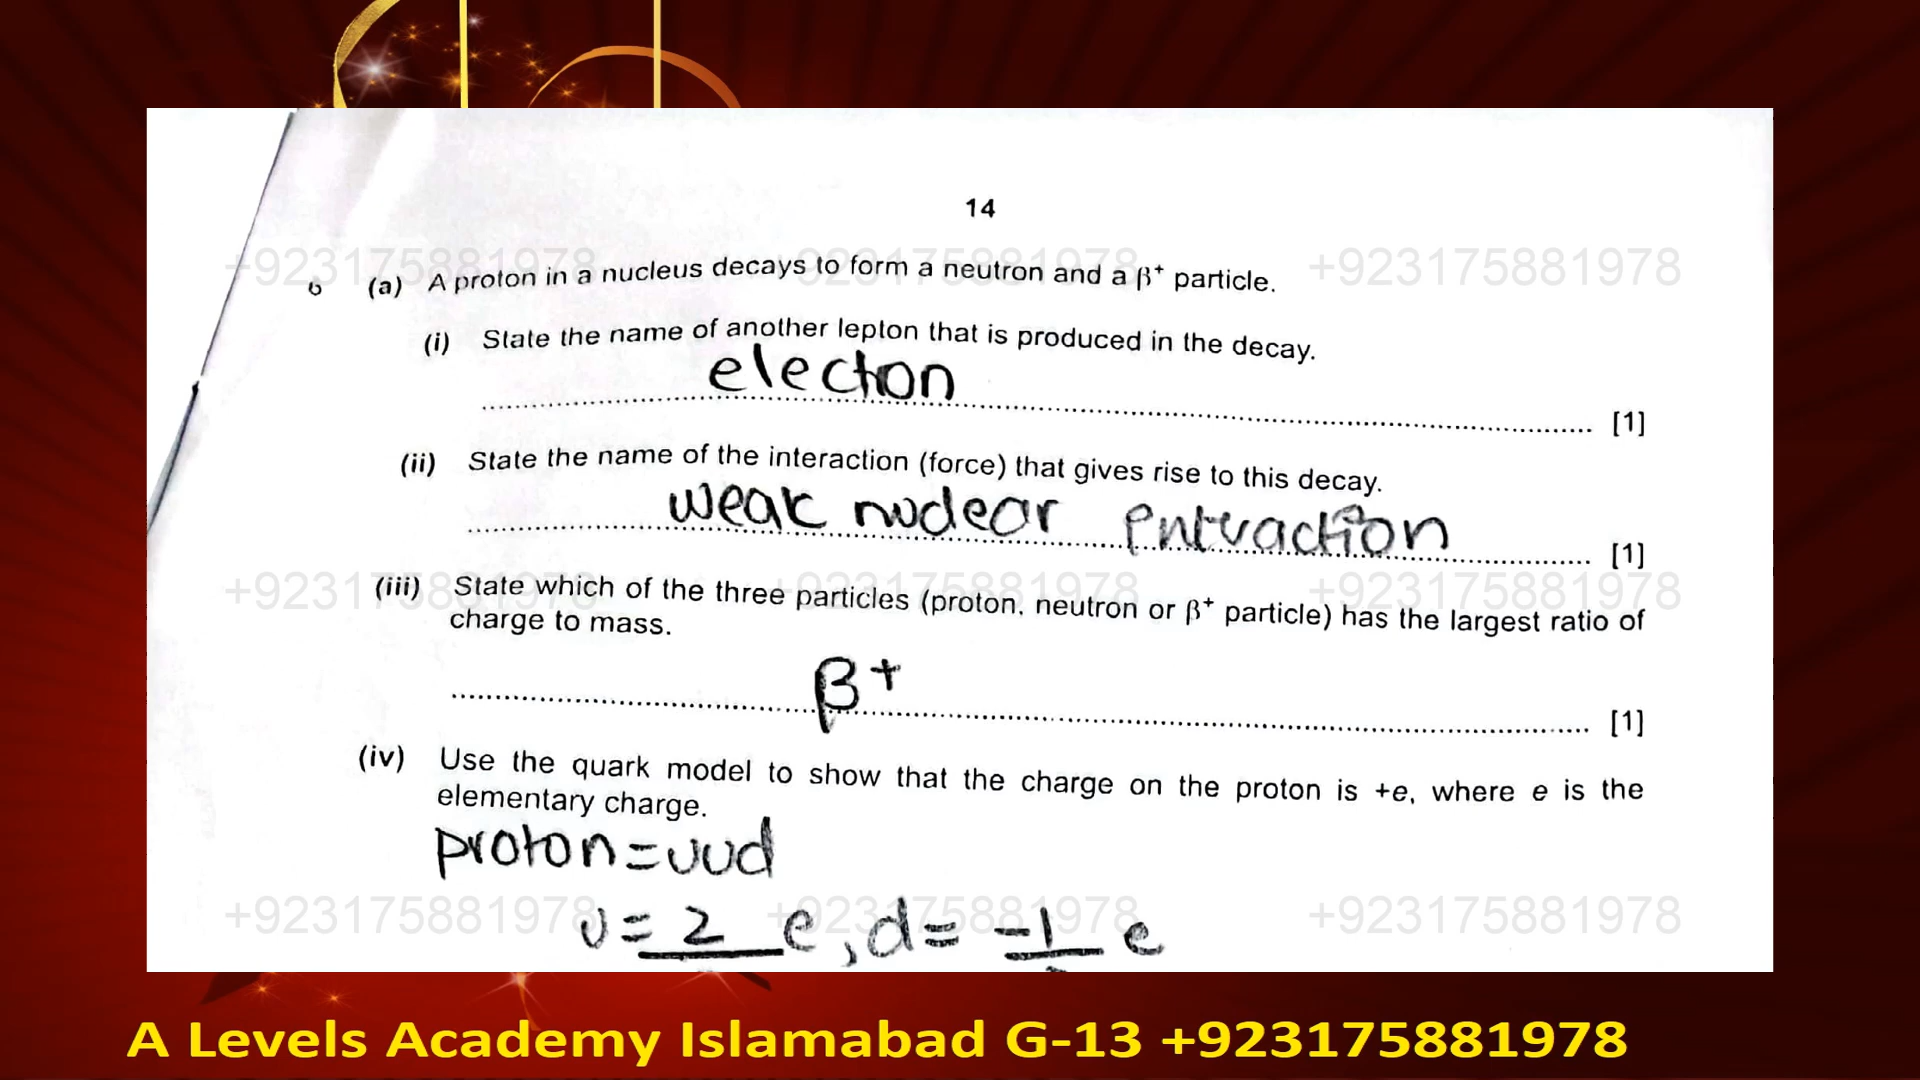 14
+923175881978 +923175881978 +923175881978
6 (a) A proton in a nucleus decays to form a neutron and a β⁺ particle.
(i) State the name of another lepton that is produced in the decay.
electron
[1]
(ii) State the name of the interaction (force) that gives rise to this decay.
weak nuclear intraction
[1]
+923175881978 +923175881978 +923175881978
(iii) State which of the three particles (proton, neutron or β⁺ particle) has the largest ratio of
charge to mass.
β+
[1]
(iv) Use the quark model to show that the charge on the proton is +e, where e is the
elementary charge.
proton=uud
+923175881978 +923175881978 +923175881978
u = 2 e, d = -1 e
A Levels Academy Islamabad G-13 +923175881978